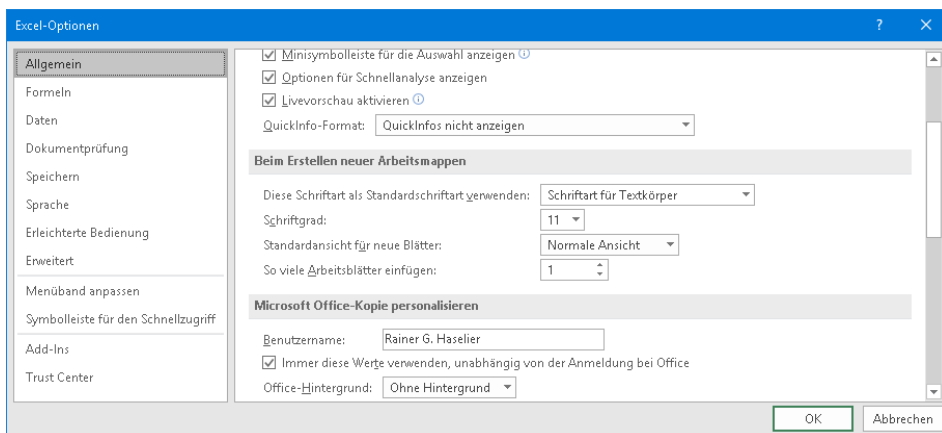 Excel-Optionen
Allgemein
Formeln
Daten
Dokumentprüfung
Speichern
Sprache
Erleichterte Bedienung
Erweitert
Menüband anpassen
Symbolleiste für den Schnellzugriff
Add-Ins
Trust Center
Minisymbolleiste für die Auswahl anzeigen
Optionen für Schnellanalyse anzeigen
Livevorschau aktivieren
QuickInfo-Format: QuickInfos nicht anzeigen
Beim Erstellen neuer Arbeitsmappen
Diese Schriftart als Standardschriftart verwenden: Schriftart für Textkörper
Schriftgrad: 11
Standardansicht für neue Blätter: Normale Ansicht
So viele Arbeitsblätter einfügen: 1
Microsoft Office-Kopie personalisieren
Benutzername: Rainer G. Haselier
Immer diese Werte verwenden, unabhängig von der Anmeldung bei Office
Office-Hintergrund: Ohne Hintergrund
OK Abbrechen